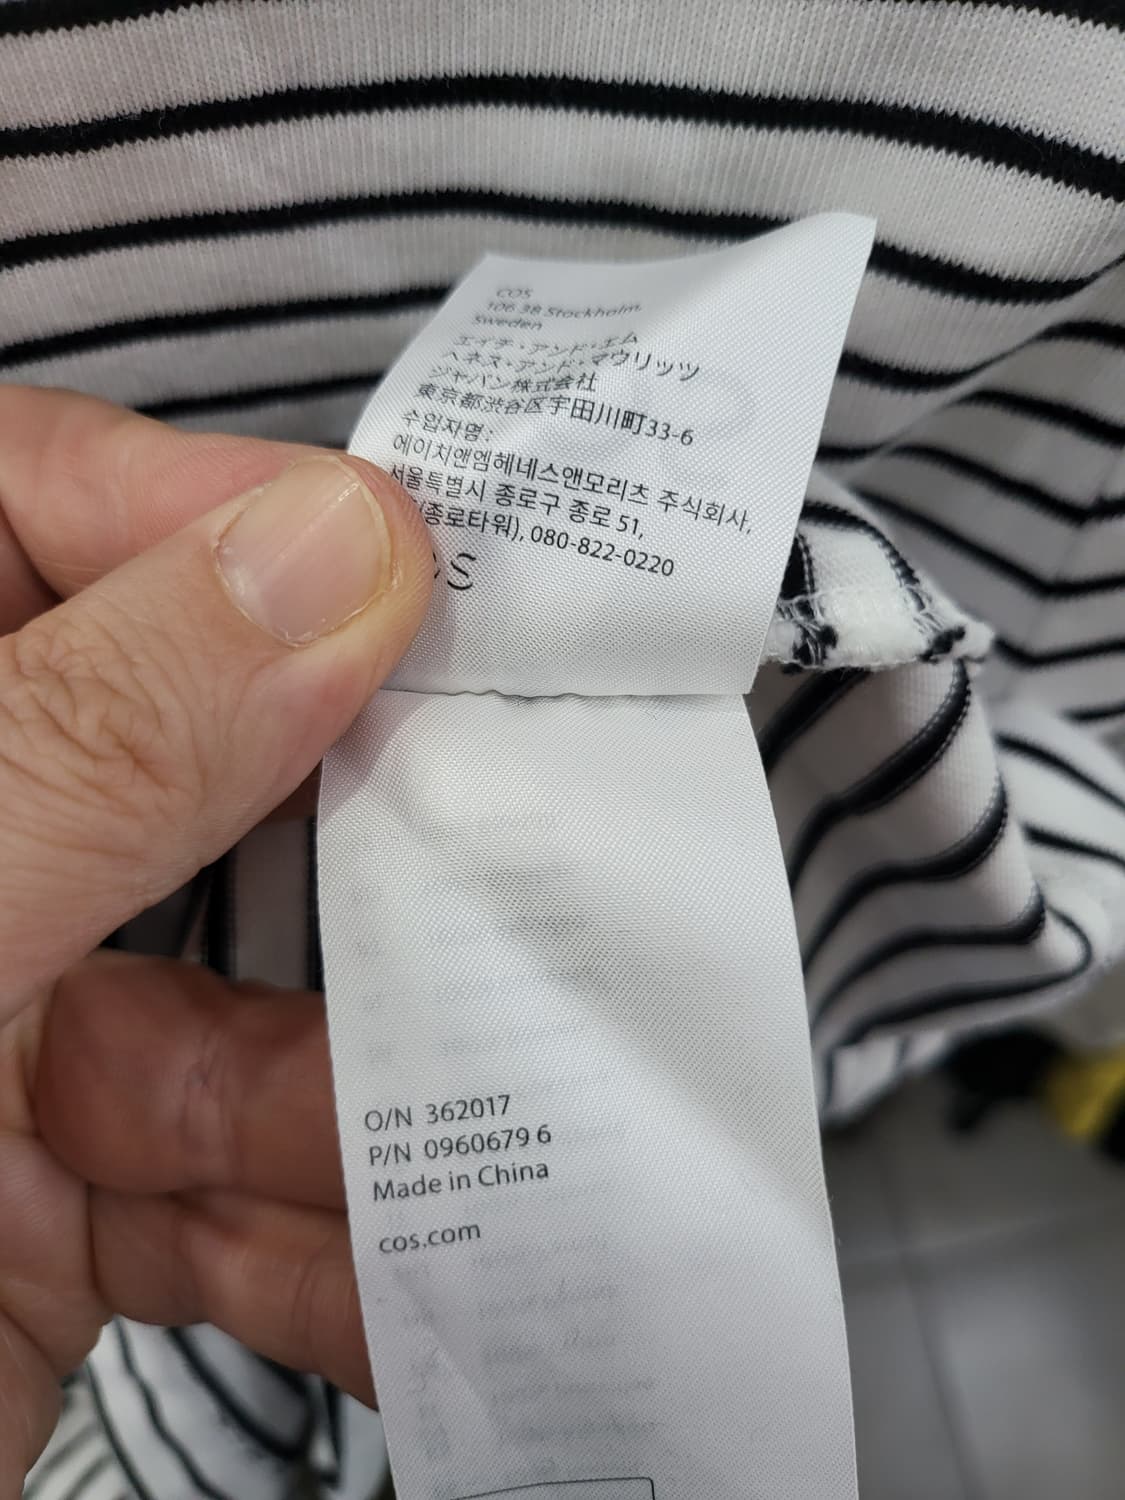 COS
106 38 Stockholm
Sweden
エイチ・アンド・エム
ヘネス・アンド・マウリッツ
ジャパン株式会社
東京都渋谷区宇田川町33-6
수입자명:
에이치앤엠헤네스앤모리츠 주식회사,
서울특별시 종로구 종로 51,
(종로타워), 080-822-0220
O/N 362017
P/N 0960679 6
Made in China
cos.com